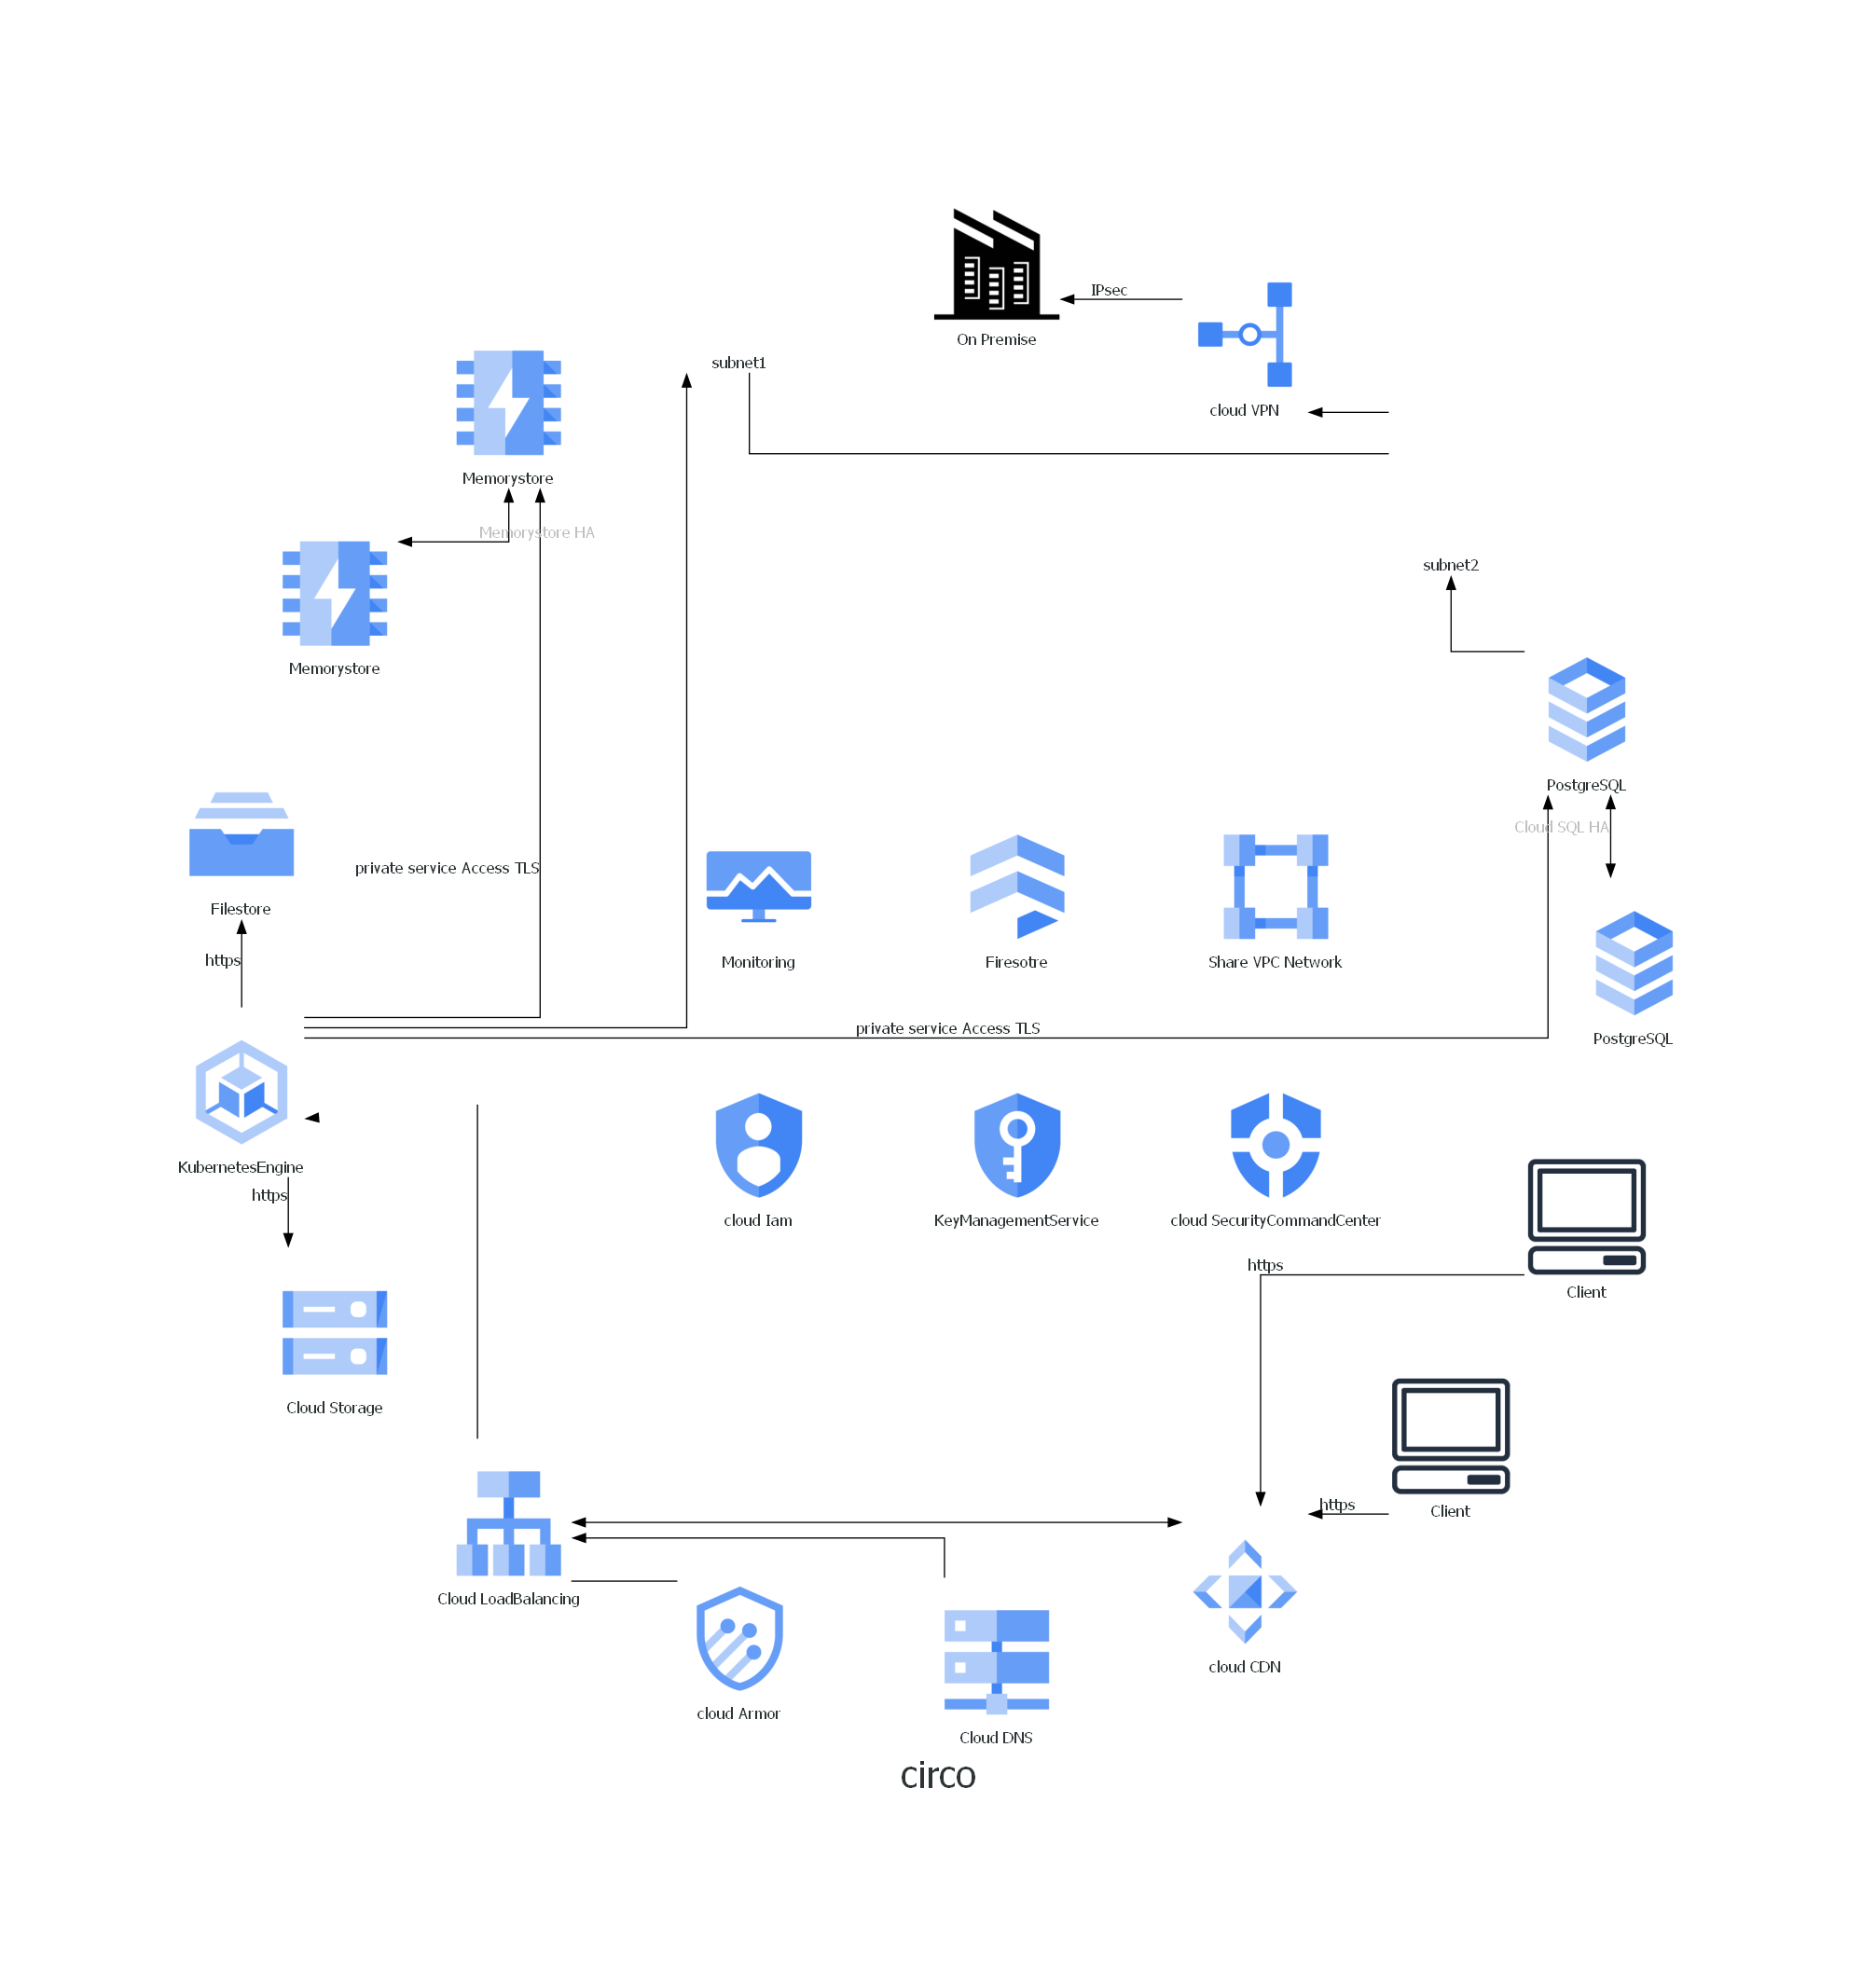 IPsec
On Premise
subnet1
cloud VPN
Memorystore
Memorystore HA
subnet2
Memorystore
PostgreSQL
Cloud SQL HA
private service Access TLS
Filestore
https
Monitoring
Firesotre
Share VPC Network
private service Access TLS
PostgreSQL
KubernetesEngine
https
cloud Iam
KeyManagementService
cloud SecurityCommandCenter
https
Client
Cloud Storage
https
Client
Cloud LoadBalancing
cloud CDN
cloud Armor
Cloud DNS
circo